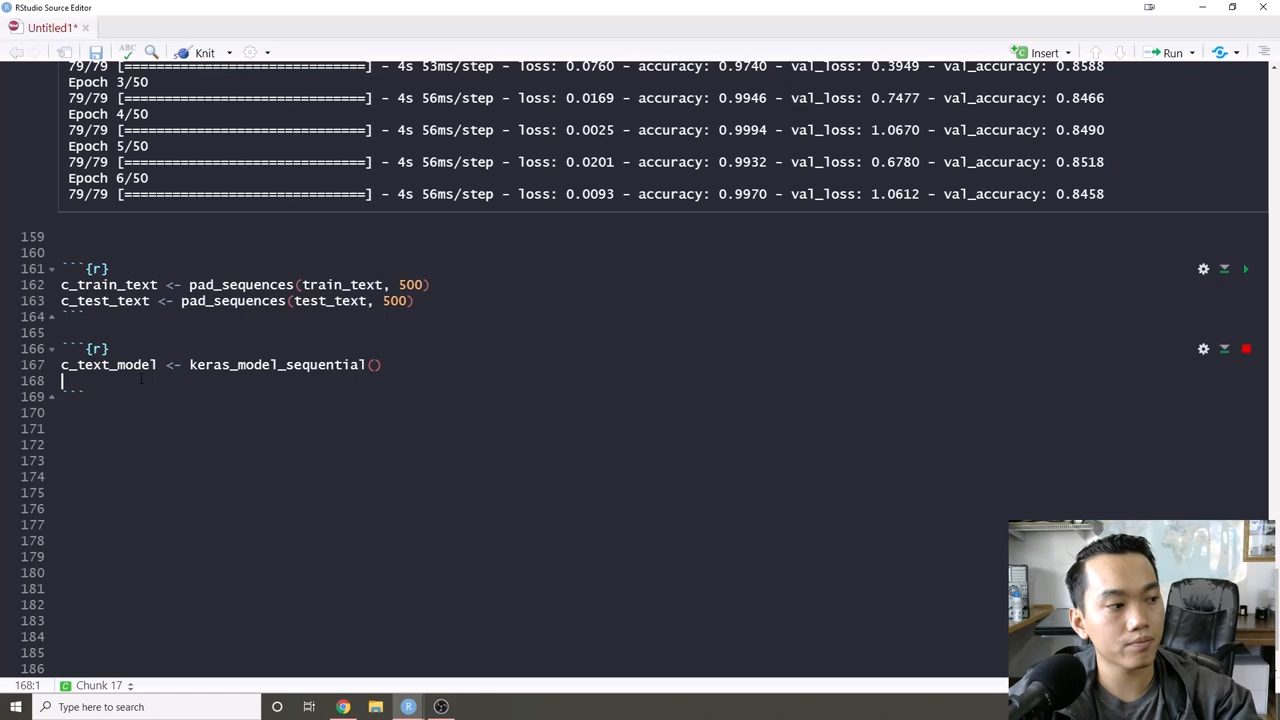 RStudio Source Editor
Untitled1*
ABC Knit Insert Run
79/79 [==============================] - 4s 53ms/step - loss: 0.0760 - accuracy: 0.9740 - val_loss: 0.3949 - val_accuracy: 0.8588
Epoch 3/50
79/79 [==============================] - 4s 56ms/step - loss: 0.0169 - accuracy: 0.9946 - val_loss: 0.7477 - val_accuracy: 0.8466
Epoch 4/50
79/79 [==============================] - 4s 56ms/step - loss: 0.0025 - accuracy: 0.9994 - val_loss: 1.0670 - val_accuracy: 0.8490
Epoch 5/50
79/79 [==============================] - 4s 56ms/step - loss: 0.0201 - accuracy: 0.9932 - val_loss: 0.6780 - val_accuracy: 0.8518
Epoch 6/50
79/79 [==============================] - 4s 56ms/step - loss: 0.0093 - accuracy: 0.9970 - val_loss: 1.0612 - val_accuracy: 0.8458
159
160
161 ```{r}
162 c_train_text <- pad_sequences(train_text, 500)
163 c_test_text <- pad_sequences(test_text, 500)
164 ```
165
166 ```{r}
167 c_text_model <- keras_model_sequential()
168
169 ```
170
171
172
173
174
175
176
177
178
179
180
181
182
183
184
185
186
168:1 C Chunk 17
Type here to search R